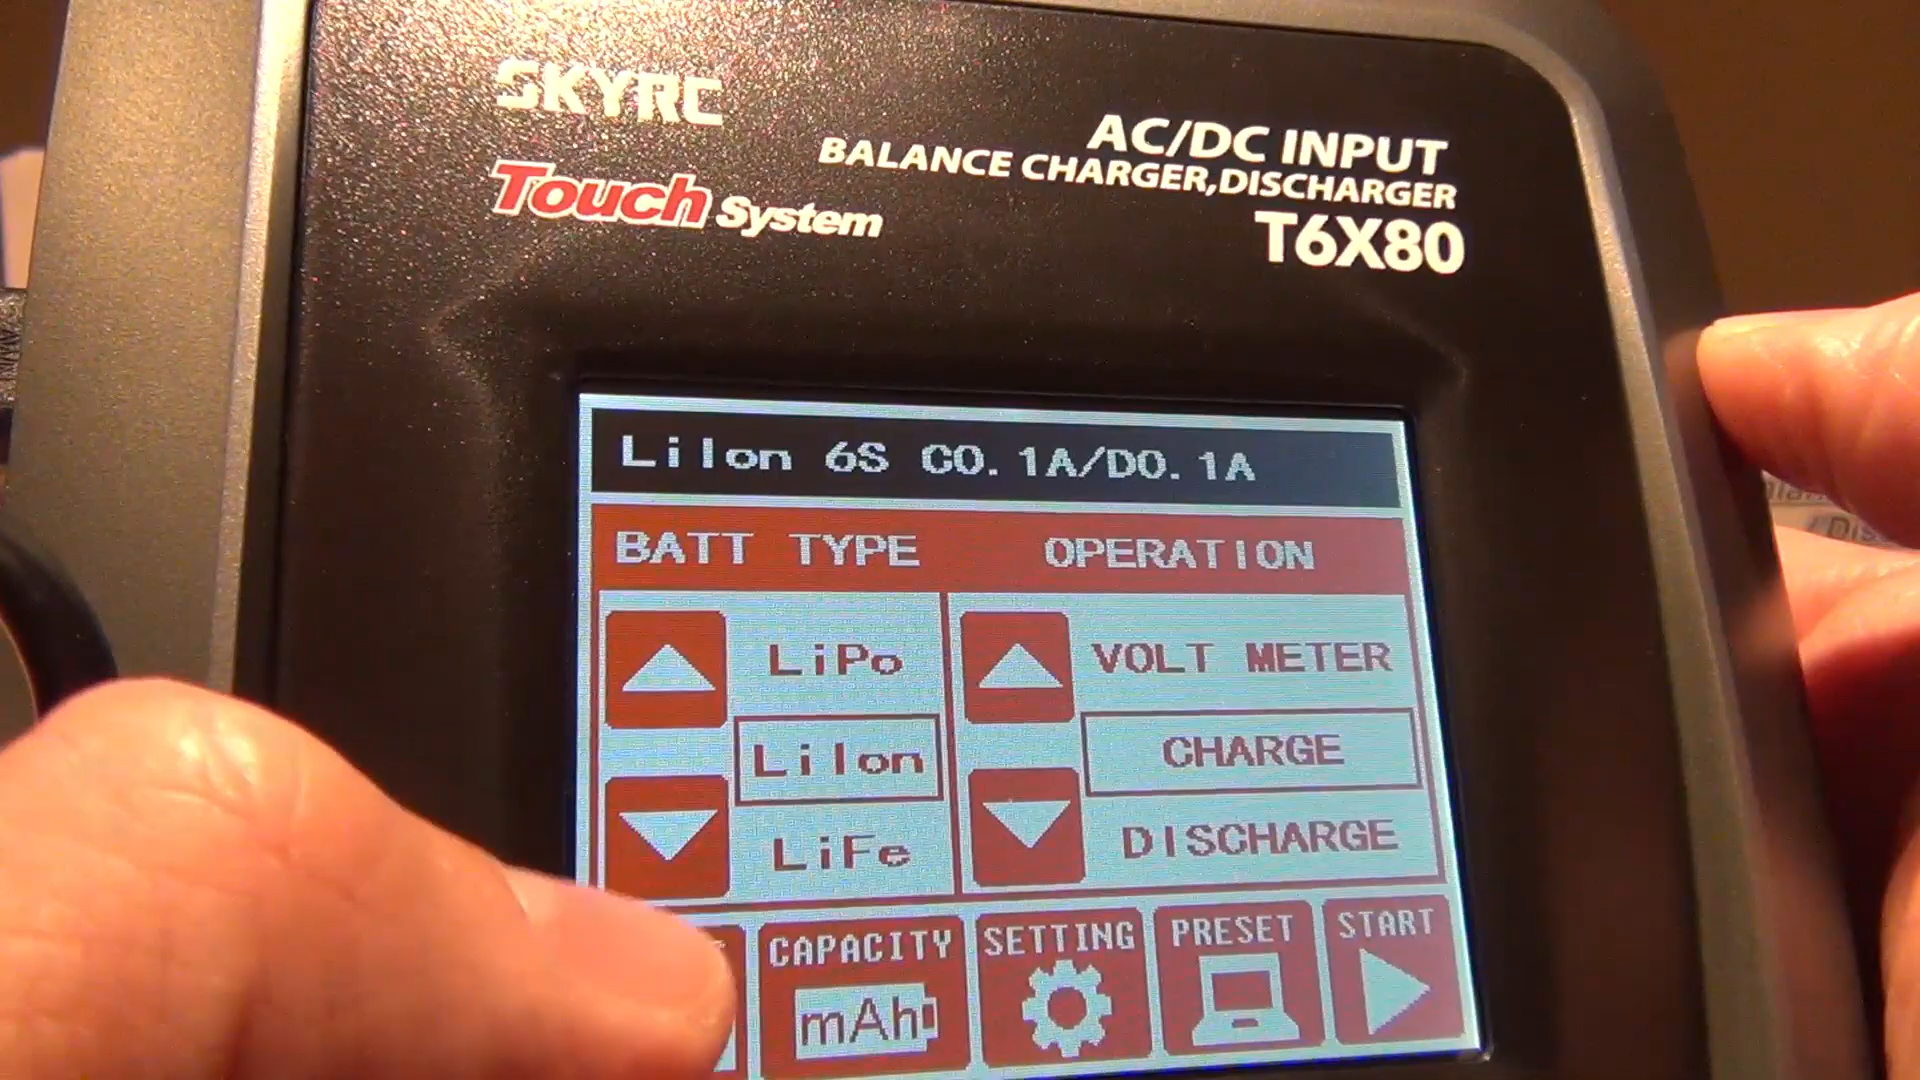 SKYRC
Touch System
AC/DC INPUT
BALANCE CHARGER,DISCHARGER
T6X80
LiIon 6S C0.1A/D0.1A
BATT TYPE OPERATION
LiPo VOLT METER
LiIon CHARGE
LiFe DISCHARGE
CAPACITY SETTING PRESET START
mAh